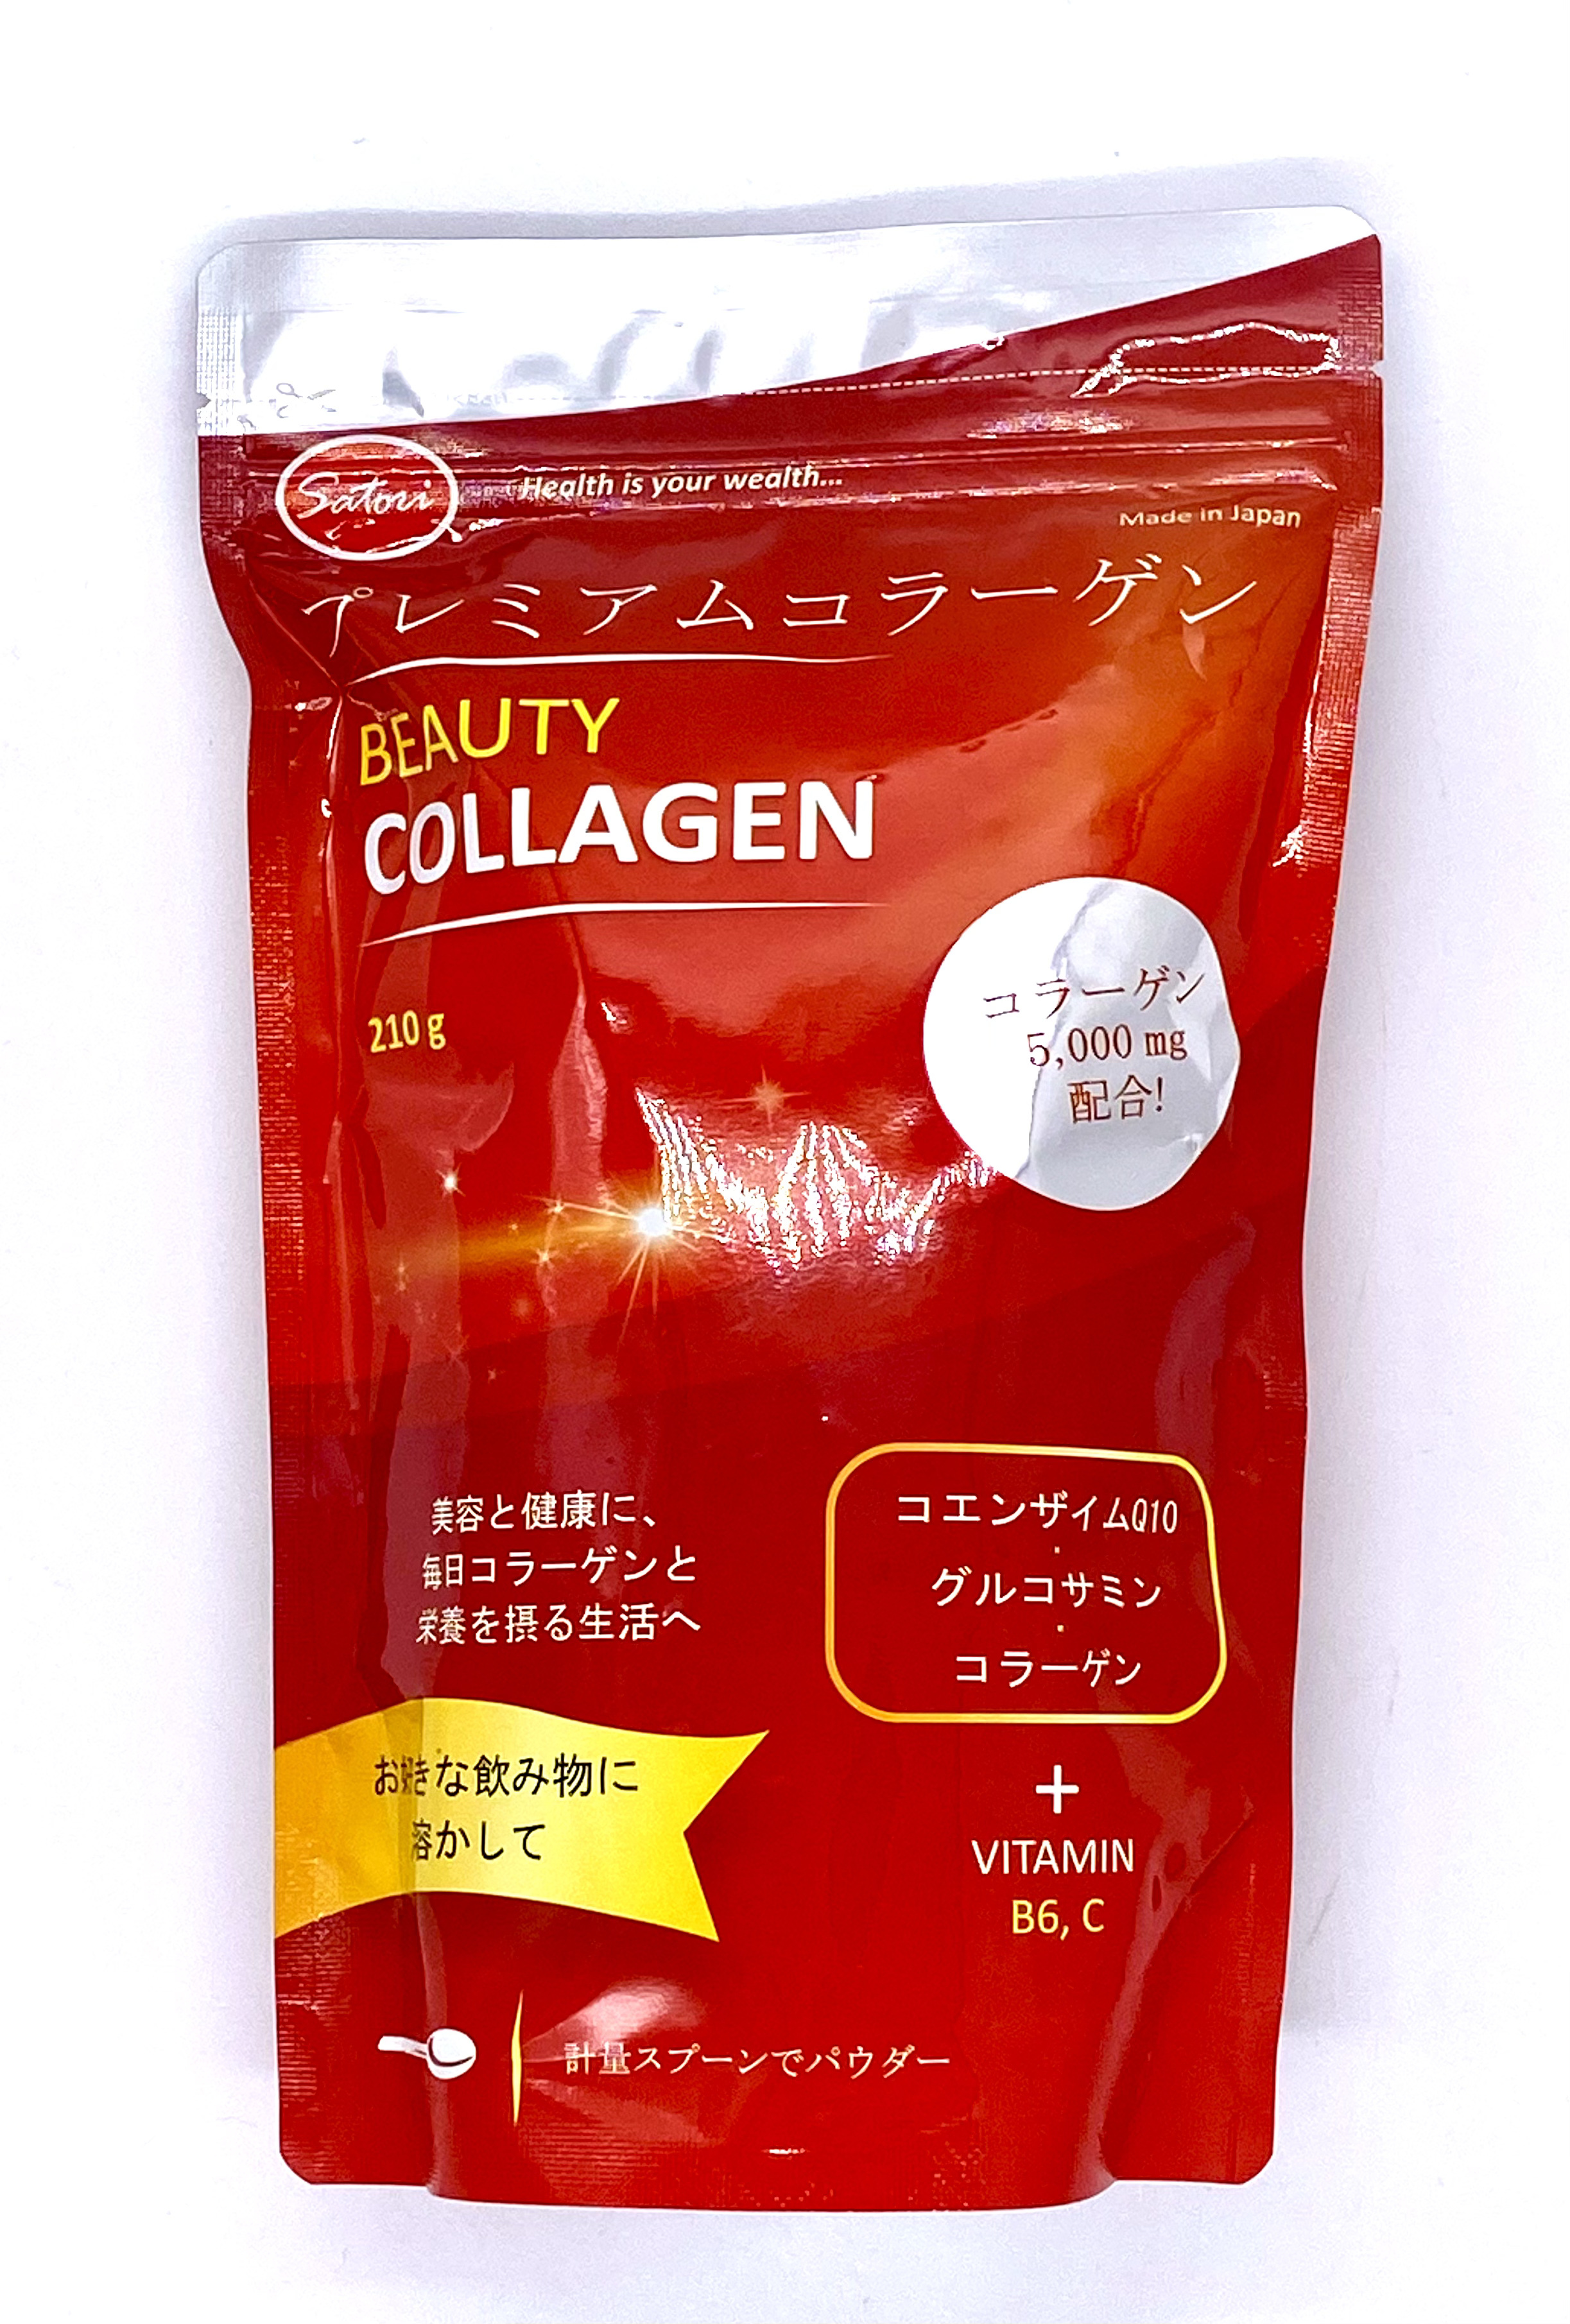 Satori
Health is your wealth...
Made in Japan
プレミアムコラーゲン
BEAUTY
COLLAGEN
210 g
コラーゲン
5,000 mg
配合!
美容と健康に、
毎日コラーゲンと
栄養を摂る生活へ
コエンザイムQ10
・
グルコサミン
・
コラーゲン
+
VITAMIN
B6, C
お好きな飲み物に
溶かして
計量スプーンでパウダー